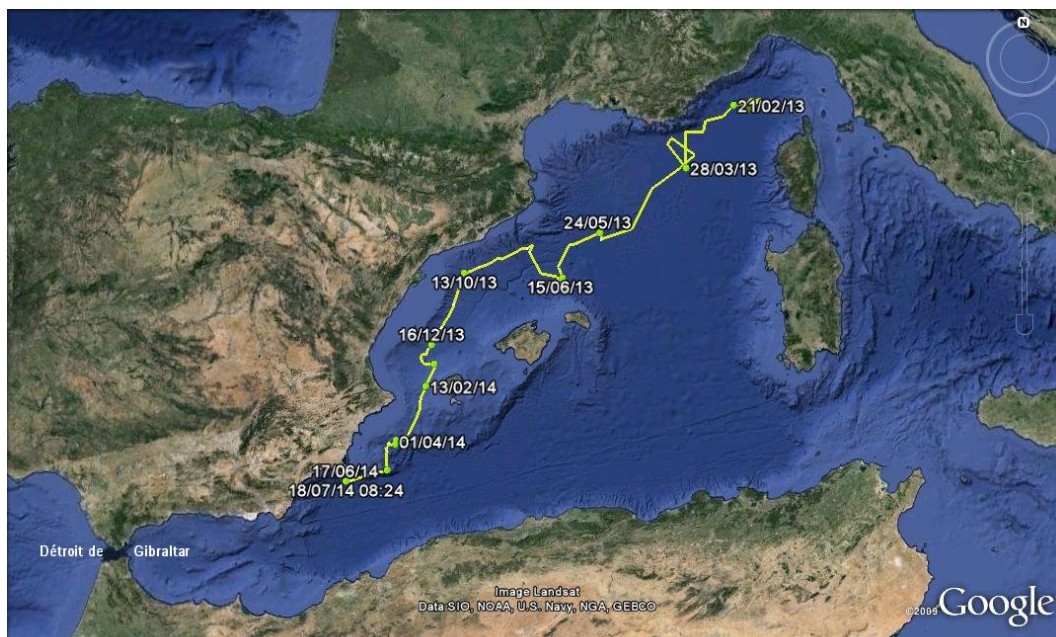 N
21/02/13
28/03/13
24/05/13
15/06/13
13/10/13
16/12/13
13/02/14
01/04/14
17/06/14
18/07/14 08:24
Détroit de Gibraltar
Image Landsat
Data SIO, NOAA, U.S. Navy, NGA, GEBCO
©2009 Google